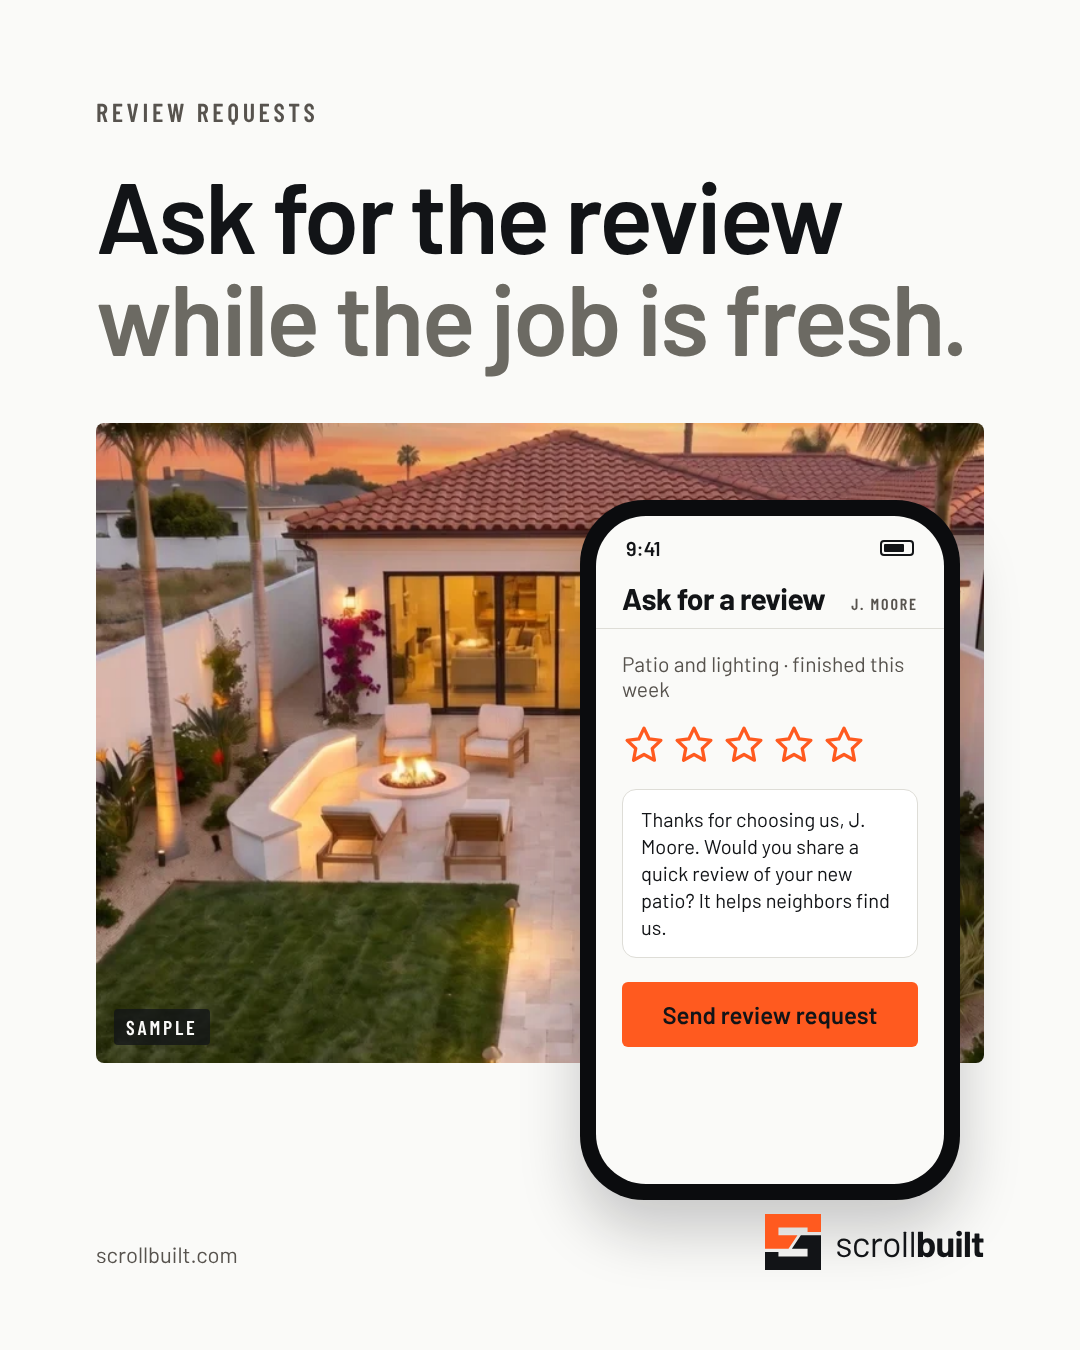 REVIEW REQUESTS
Ask for the review
while the job is fresh.
9:41
Ask for a review
J. MOORE
Patio and lighting · finished this
week
Thanks for choosing us, J.
Moore. Would you share a
quick review of your new
patio? It helps neighbors find
us.
Send review request
SAMPLE
scrollbuilt.com
scrollbuilt